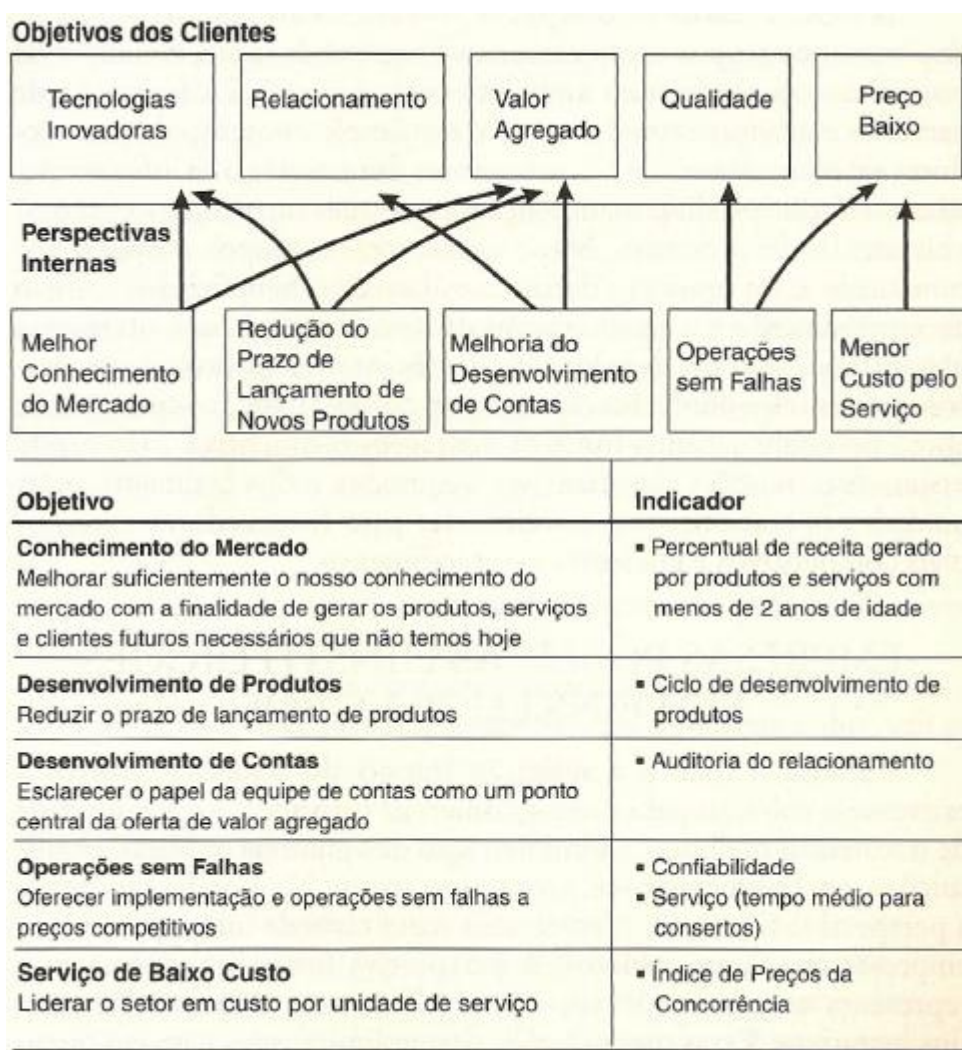 Objetivos dos Clientes
Tecnologias
Inovadoras
Relacionamento
Valor
Agregado
Qualidade
Preço
Baixo
Perspectivas
Internas
Melhor
Conhecimento
do Mercado
Redução do
Prazo de
Lançamento de
Novos Produtos
Melhoria do
Desenvolvimento
de Contas
Operações
sem Falhas
Menor
Custo pelo
Serviço
Objetivo
Indicador
Conhecimento do Mercado
Melhorar suficientemente o nosso conhecimento do
mercado com a finalidade de gerar os produtos, serviços
e clientes futuros necessários que não temos hoje
▪ Percentual de receita gerado
por produtos e serviços com
menos de 2 anos de idade
Desenvolvimento de Produtos
Reduzir o prazo de lançamento de produtos
▪ Ciclo de desenvolvimento de
produtos
Desenvolvimento de Contas
Esclarecer o papel da equipe de contas como um ponto
central da oferta de valor agregado
▪ Auditoria do relacionamento
Operações sem Falhas
Oferecer implementação e operações sem falhas a
preços competitivos
▪ Confiabilidade
▪ Serviço (tempo médio para
consertos)
Serviço de Baixo Custo
Liderar o setor em custo por unidade de serviço
▪ Índice de Preços da
Concorrência